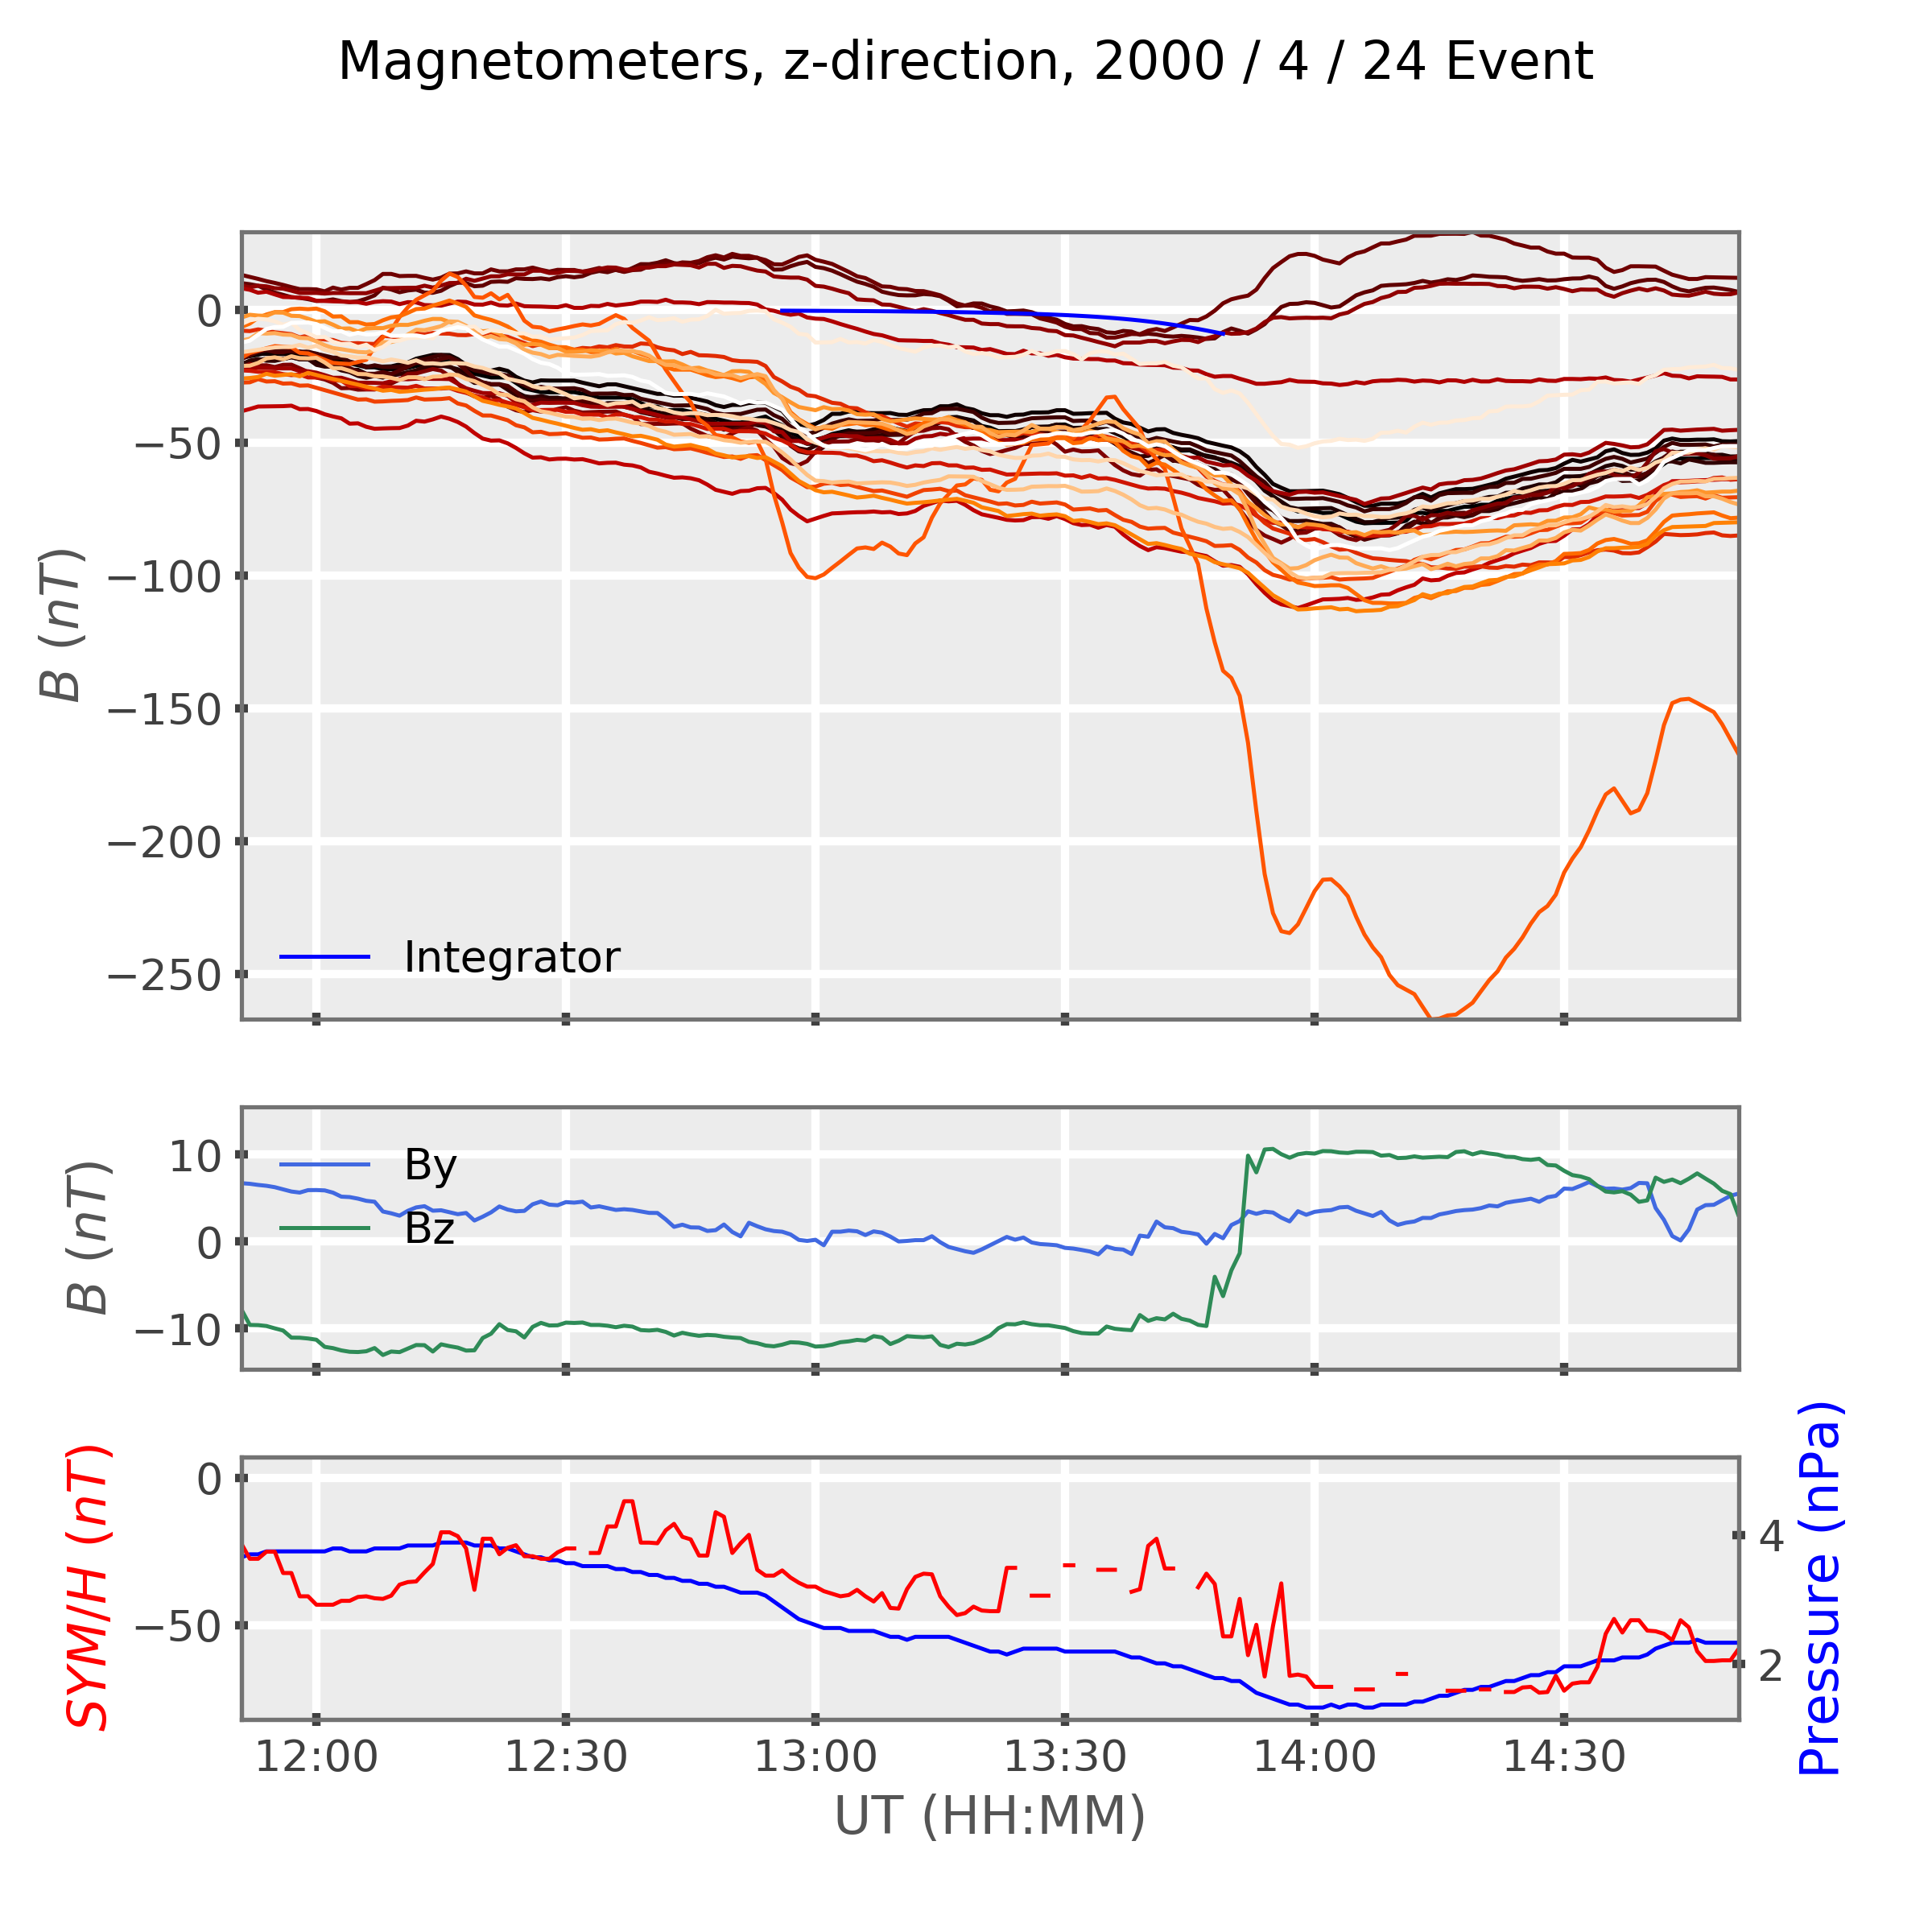 Magnetometers, z-direction, 2000 / 4 / 24 Event
0
−50
−100
−150
−200
−250
B (nT)
Integrator
10
0
−10
B (nT)
By
Bz
0
−50
SYM/H (nT)
4
2
Pressure (nPa)
12:00 12:30 13:00 13:30 14:00 14:30
UT (HH:MM)